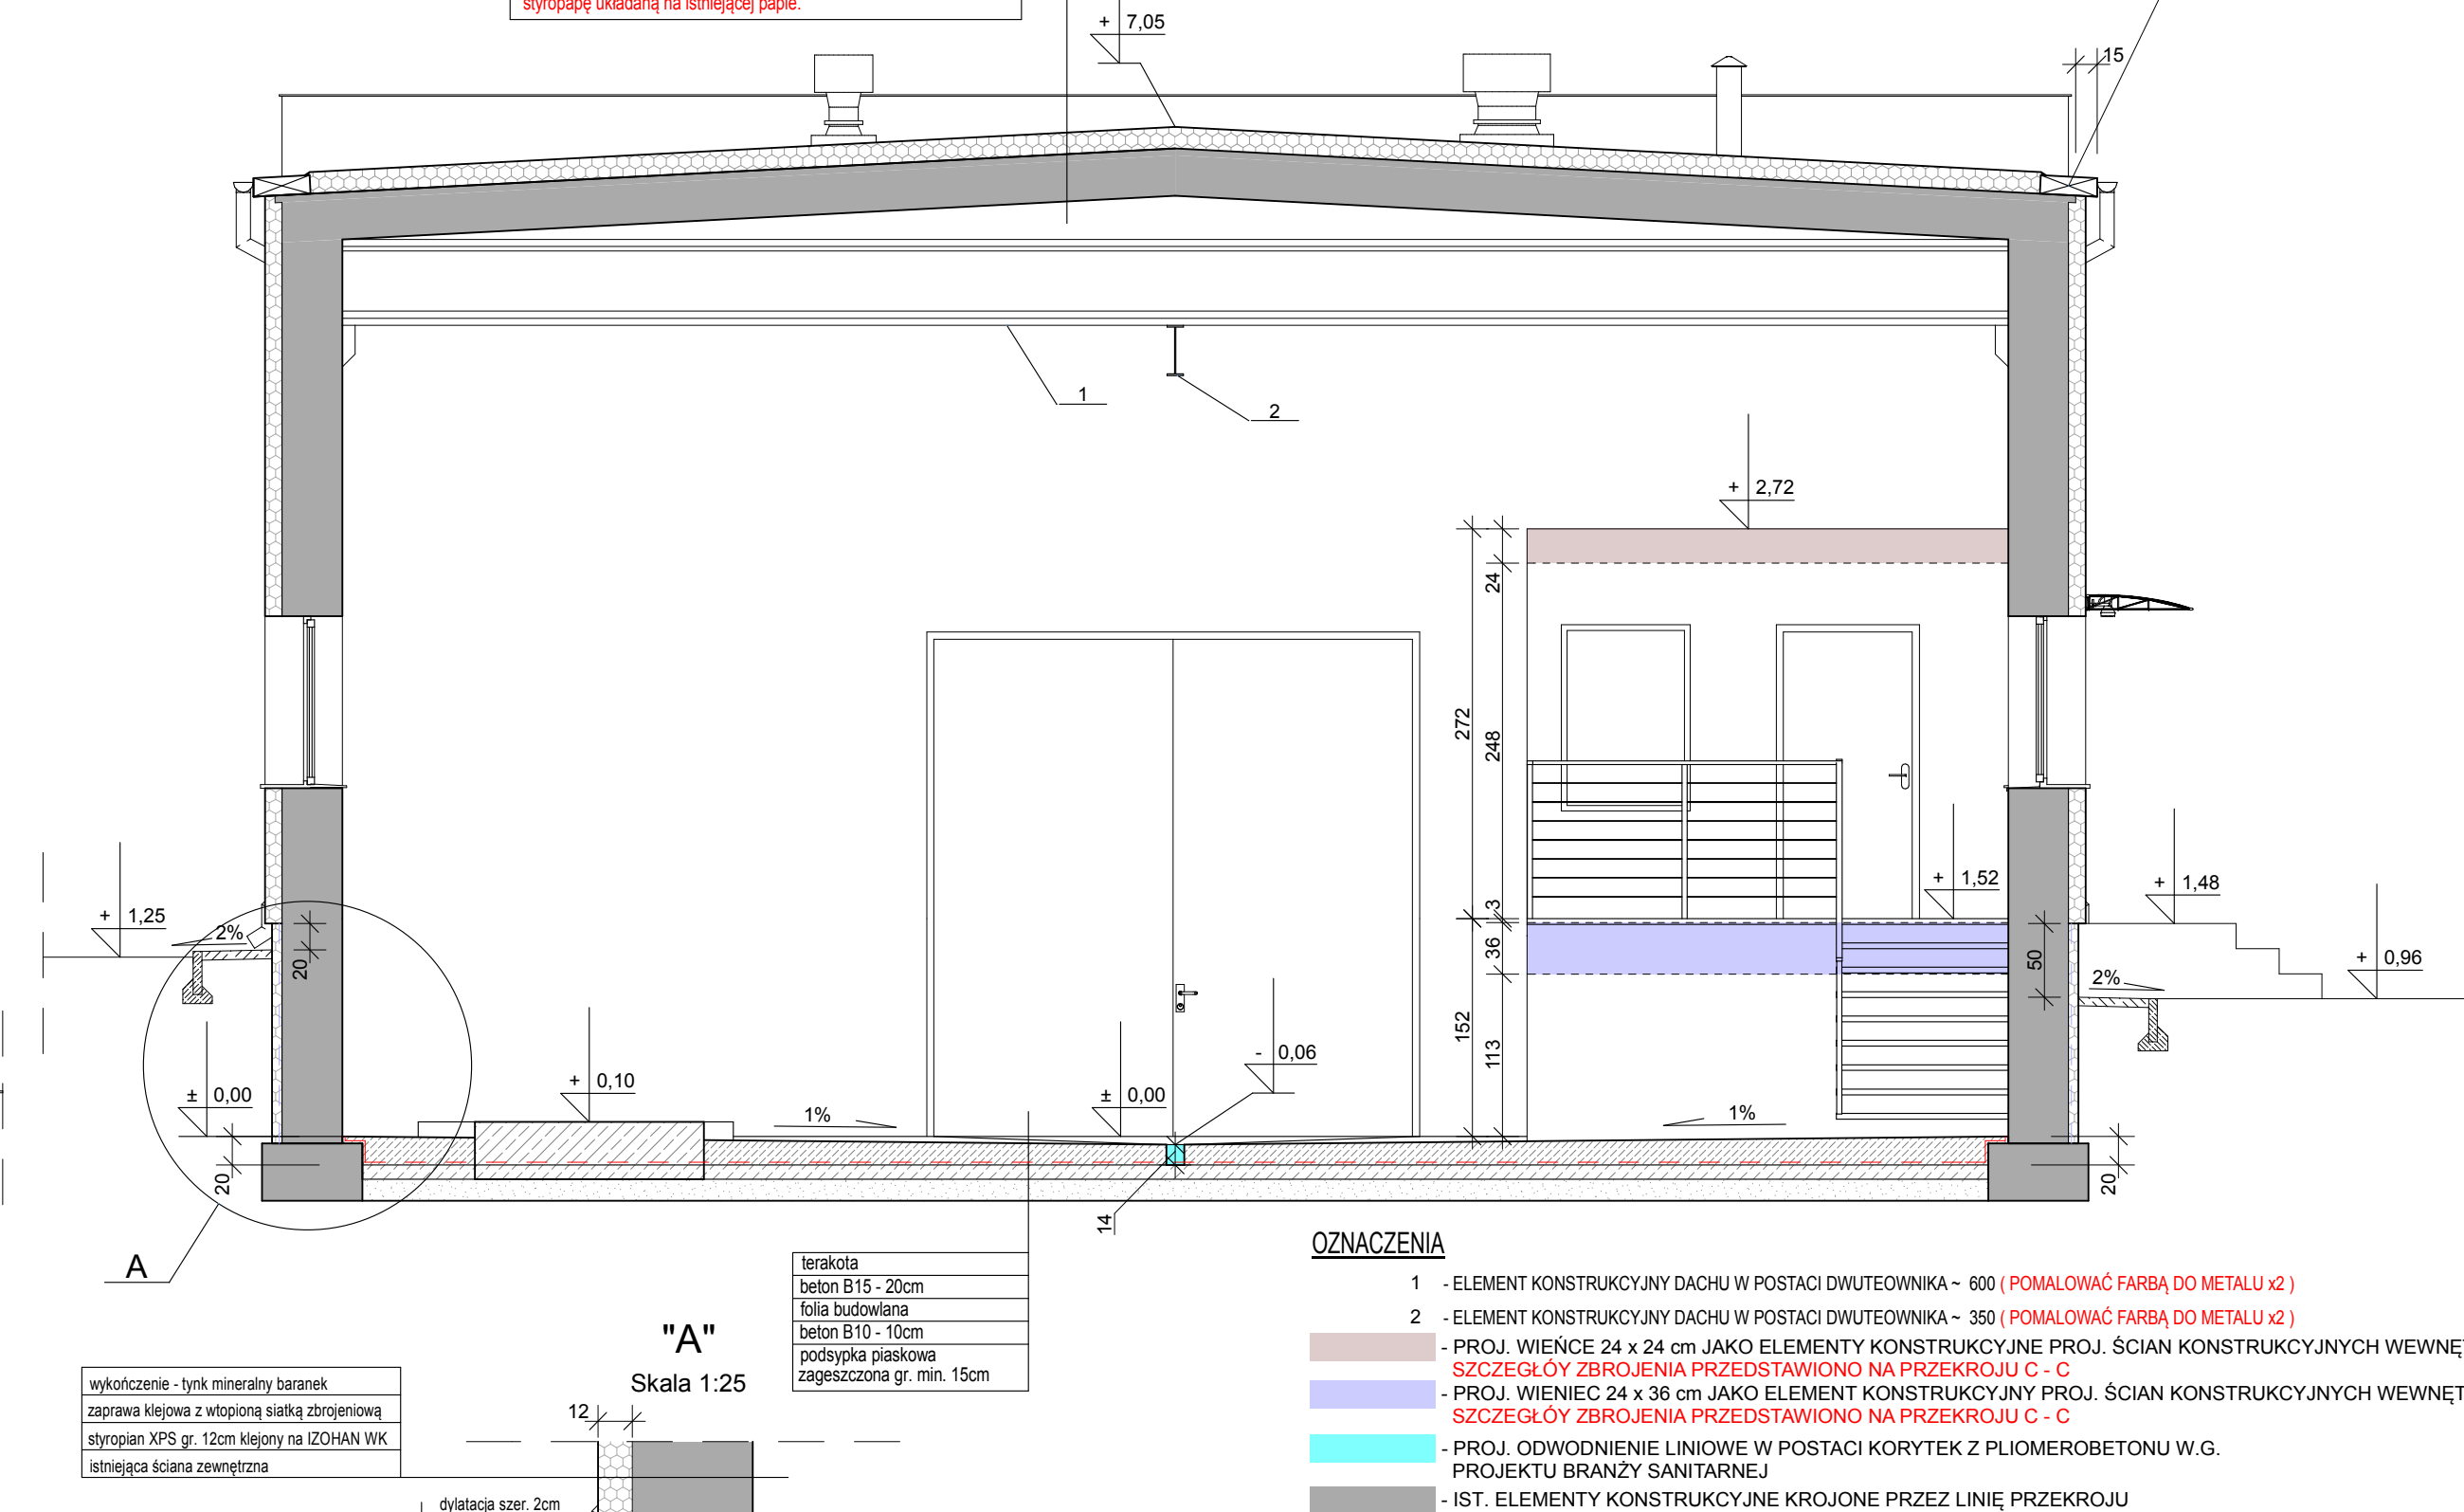 styropapę układaną na istniejącej papie.
+ 7,05
15
1
2
+ 2,72
24
272
248
3
36
152
113
+ 1,52
+ 1,48
50
2%
+ 0,96
+ 1,25
2%
20
± 0,00
+ 0,10
1%
± 0,00
- 0,06
1%
20
20
14
A
terakota
beton B15 - 20cm
folia budowlana
beton B10 - 10cm
podsypka piaskowa
zagęszczona gr. min. 15cm
"A"
Skala 1:25
12
wykończenie - tynk mineralny baranek
zaprawa klejowa z wtopioną siatką zbrojeniową
styropian XPS gr. 12cm klejony na IZOHAN WK
istniejąca ściana zewnętrzna
dylatacja szer. 2cm
OZNACZENIA
1 - ELEMENT KONSTRUKCYJNY DACHU W POSTACI DWUTEOWNIKA ~ 600 ( POMALOWAĆ FARBĄ DO METALU x2 )
2 - ELEMENT KONSTRUKCYJNY DACHU W POSTACI DWUTEOWNIKA ~ 350 ( POMALOWAĆ FARBĄ DO METALU x2 )
- PROJ. WIEŃCE 24 x 24 cm JAKO ELEMENTY KONSTRUKCYJNE PROJ. ŚCIAN KONSTRUKCYJNYCH
SZCZEGŁÓY ZBROJENIA PRZEDSTAWIONO NA PRZEKROJU C - C
- PROJ. WIENIEC 24 x 36 cm JAKO ELEMENT KONSTRUKCYJNY PROJ. ŚCIAN KONSTRUKCYJNYCH
SZCZEGŁÓY ZBROJENIA PRZEDSTAWIONO NA PRZEKROJU C - C
- PROJ. ODWODNIENIE LINIOWE W POSTACI KORYTEK Z PLIOMEROBETONU W.G.
PROJEKTU BRANŻY SANITARNEJ
- IST. ELEMENTY KONSTRUKCYJNE KROJONE PRZEZ LINIĘ PRZEKROJU